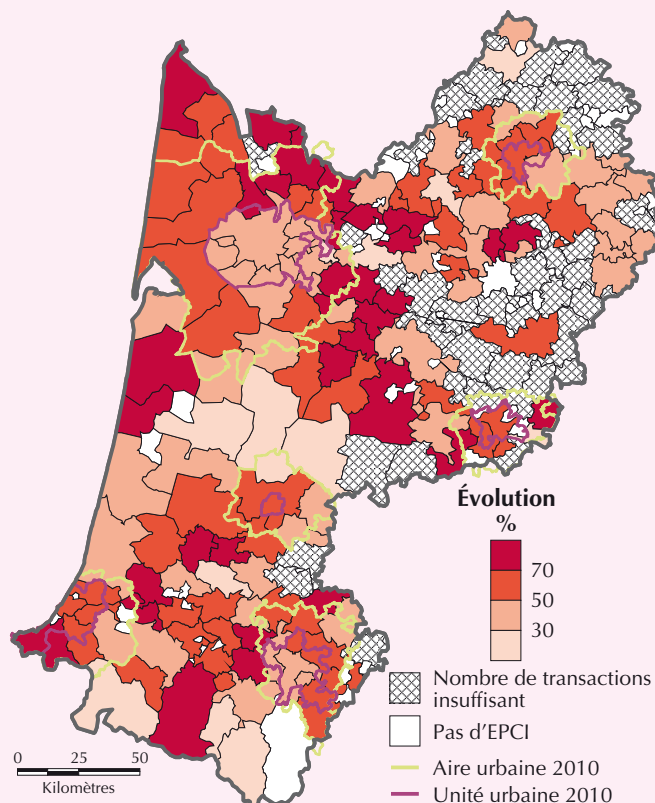 Évolution
%
70
50
30
Nombre de transactions
insuffisant
Pas d'EPCI
Aire urbaine 2010
Unité urbaine 2010
0 25 50
Kilomètres